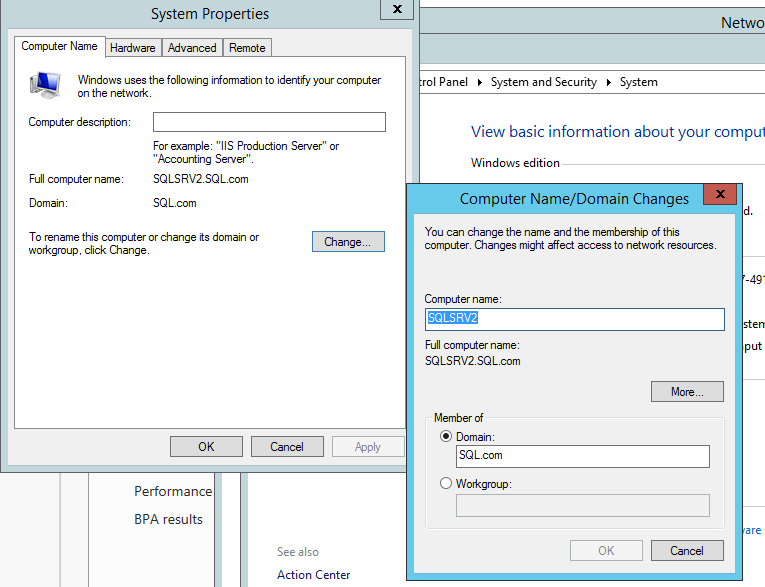 System Properties
x
Computer Name
Hardware
Advanced
Remote
Windows uses the following information to identify your computer
on the network.
Computer description:
For example: "IIS Production Server" or
"Accounting Server".
Full computer name:
SQLSRV2.SQL.com
Domain:
SQL.com
To rename this computer or change its domain or
workgroup, click Change.
Change...
OK
Cancel
Apply
Performance
BPA results
See also
Action Center
Netwo
trol Panel
System and Security
System
View basic information about your comput
Windows edition
d.
7-491
stem
put
ware
Computer Name/Domain Changes
x
You can change the name and the membership of this
computer. Changes might affect access to network resources.
Computer name:
SQLSRV2
Full computer name:
SQLSRV2.SQL.com
More...
Member of
Domain:
SQL.com
Workgroup:
OK
Cancel